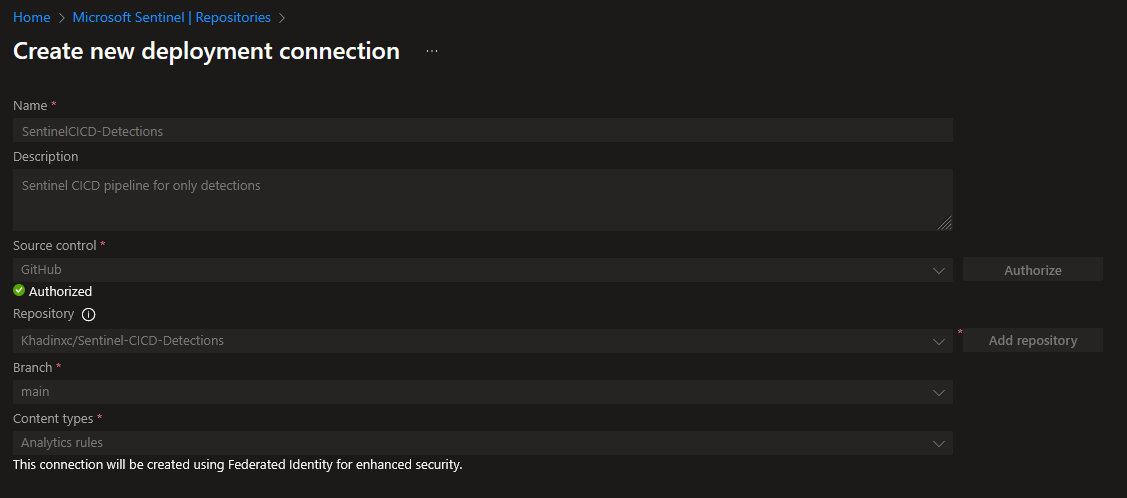 Home > Microsoft Sentinel | Repositories >
Create new deployment connection ...
Name *
SentinelCICD-Detections
Description
Sentinel CICD pipeline for only detections
Source control *
GitHub
Authorize
Authorized
Repository
Khadinxc/Sentinel-CICD-Detections
* Add repository
Branch *
main
Content types *
Analytics rules
This connection will be created using Federated Identity for enhanced security.